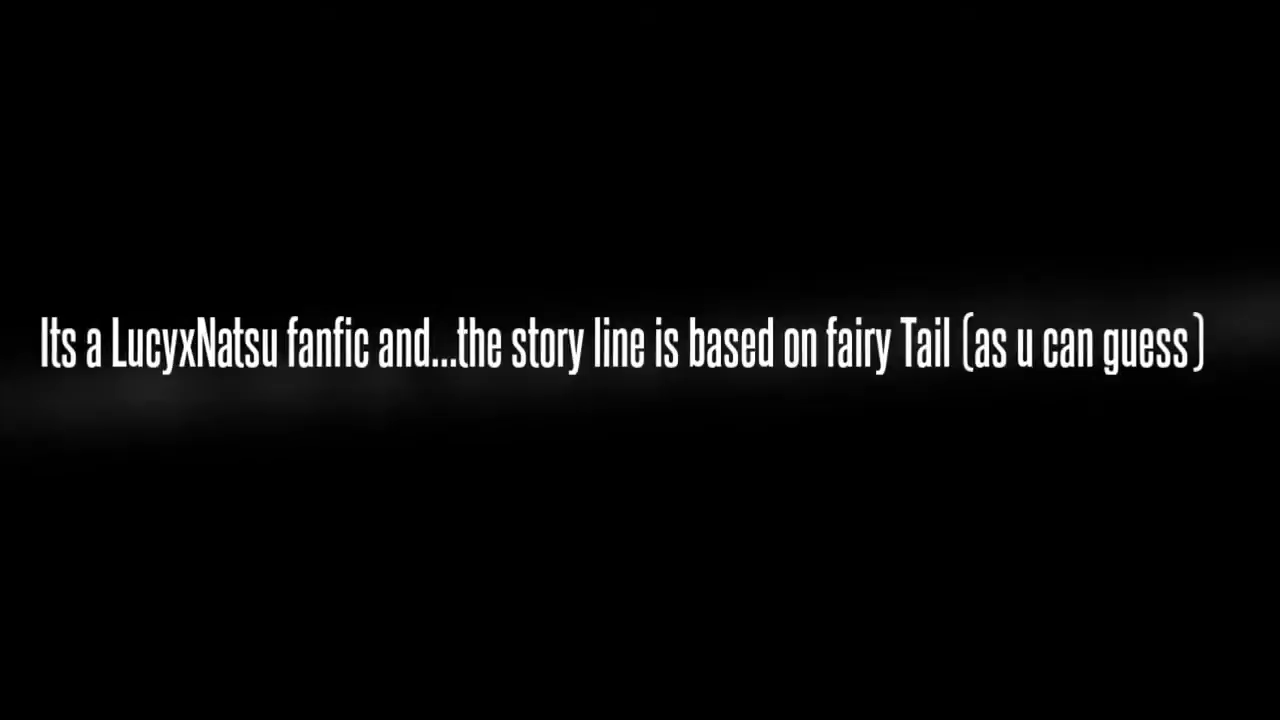 Its a LucyxNatsu fanfic and...the story line is based on fairy Tail (as u can guess)